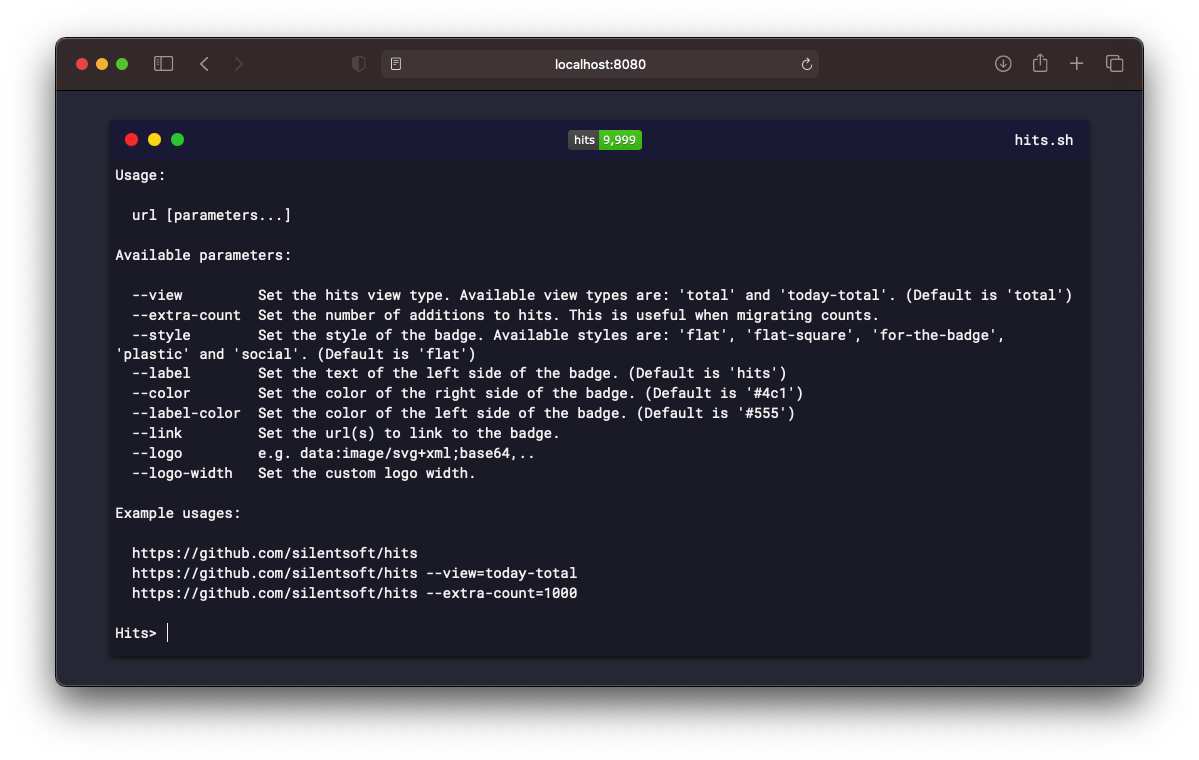 localhost:8080
hits 9,999
hits.sh
Usage:
url [parameters...]
Available parameters:
--view Set the hits view type. Available view types are: 'total' and 'today-total'. (Default is 'total')
--extra-count Set the number of additions to hits. This is useful when migrating counts.
--style Set the style of the badge. Available styles are: 'flat', 'flat-square', 'for-the-badge',
'plastic' and 'social'. (Default is 'flat')
--label Set the text of the left side of the badge. (Default is 'hits')
--color Set the color of the right side of the badge. (Default is '#4c1')
--label-color Set the color of the left side of the badge. (Default is '#555')
--link Set the url(s) to link to the badge.
--logo e.g. data:image/svg+xml;base64,..
--logo-width Set the custom logo width.
Example usages:
https://github.com/silentsoft/hits
https://github.com/silentsoft/hits --view=today-total
https://github.com/silentsoft/hits --extra-count=1000
Hits>